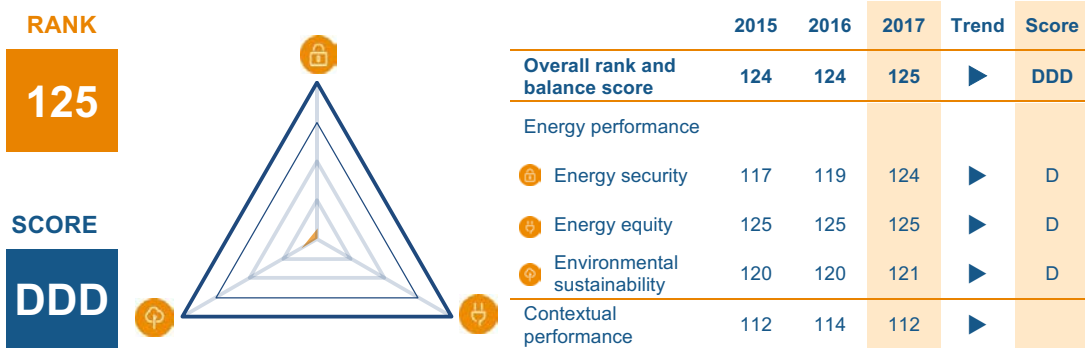 RANK
125
SCORE
DDD
2015 2016 2017 Trend Score
Overall rank and
balance score 124 124 125 DDD
Energy performance
Energy security 117 119 124 D
Energy equity 125 125 125 D
Environmental
sustainability 120 120 121 D
Contextual
performance 112 114 112